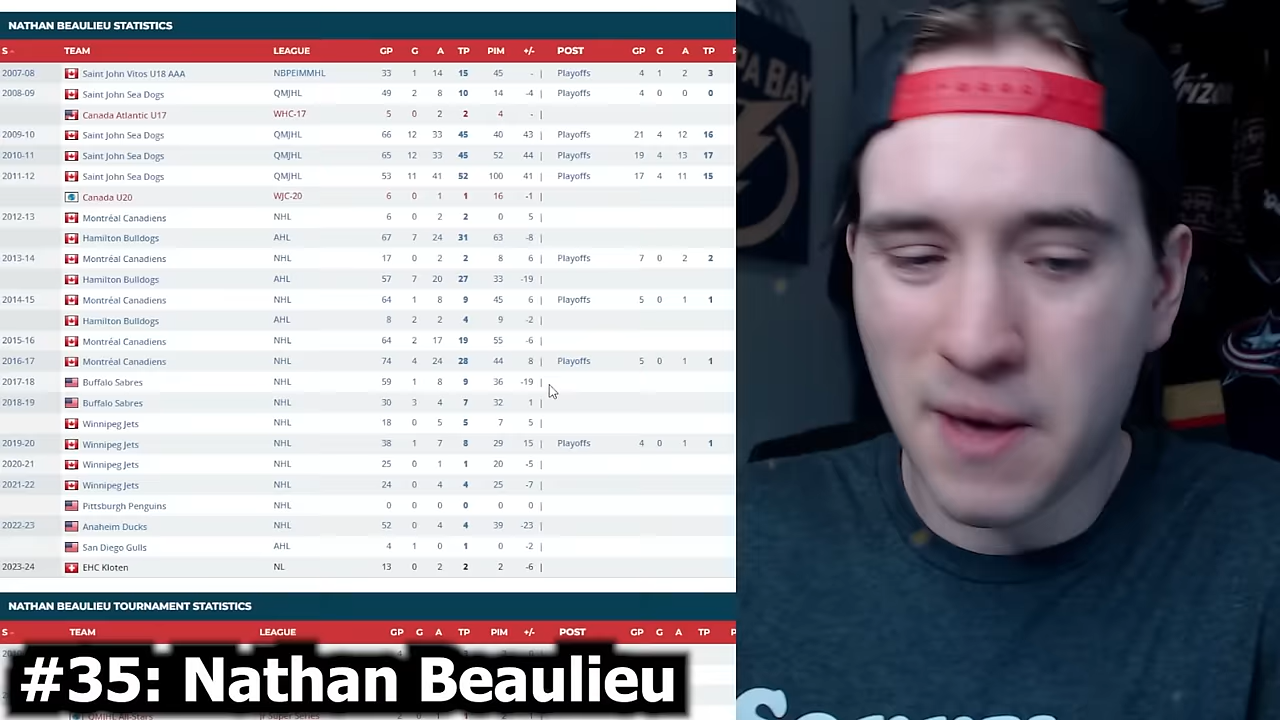 NATHAN BEAULIEU STATISTICS
S TEAM LEAGUE GP G A TP PIM +/- POST GP G A TP P
2007-08 Saint John Vitos U18 AAA NBPEIMMHL 33 1 14 15 45 - | Playoffs 4 1 2 3
2008-09 Saint John Sea Dogs QMJHL 49 2 8 10 14 -4 | Playoffs 4 0 0 0
Canada Atlantic U17 WHC-17 5 0 2 2 4 - |
2009-10 Saint John Sea Dogs QMJHL 66 12 33 45 40 43 | Playoffs 21 4 12 16
2010-11 Saint John Sea Dogs QMJHL 65 12 33 45 52 44 | Playoffs 19 4 13 17
2011-12 Saint John Sea Dogs QMJHL 53 11 41 52 100 41 | Playoffs 17 4 11 15
Canada U20 WJC-20 6 0 1 1 16 -1 |
2012-13 Montréal Canadiens NHL 6 0 2 2 0 5 |
Hamilton Bulldogs AHL 67 7 24 31 63 -8 |
2013-14 Montréal Canadiens NHL 17 0 2 2 8 6 | Playoffs 7 0 2 2
Hamilton Bulldogs AHL 57 7 20 27 33 -19 |
2014-15 Montréal Canadiens NHL 64 1 8 9 45 6 | Playoffs 5 0 1 1
Hamilton Bulldogs AHL 8 2 2 4 9 -2 |
2015-16 Montréal Canadiens NHL 64 2 17 19 55 -6 |
2016-17 Montréal Canadiens NHL 74 4 24 28 44 8 | Playoffs 5 0 1 1
2017-18 Buffalo Sabres NHL 59 1 8 9 36 -19 |
2018-19 Buffalo Sabres NHL 30 3 4 7 32 1 |
Winnipeg Jets NHL 18 0 5 5 7 5 |
2019-20 Winnipeg Jets NHL 38 1 7 8 29 15 | Playoffs 4 0 1 1
2020-21 Winnipeg Jets NHL 25 0 1 1 20 -5 |
2021-22 Winnipeg Jets NHL 24 0 4 4 25 -7 |
Pittsburgh Penguins NHL 0 0 0 0 0 0 |
2022-23 Anaheim Ducks NHL 52 0 4 4 39 -23 |
San Diego Gulls AHL 4 1 0 1 0 -2 |
2023-24 EHC Kloten NL 13 0 2 2 2 -6 |
NATHAN BEAULIEU TOURNAMENT STATISTICS
S TEAM LEAGUE GP G A TP PIM +/- POST GP G A TP P
#35: Nathan Beaulieu
QMJHL All-Stars Jr Super Series
PA BAY